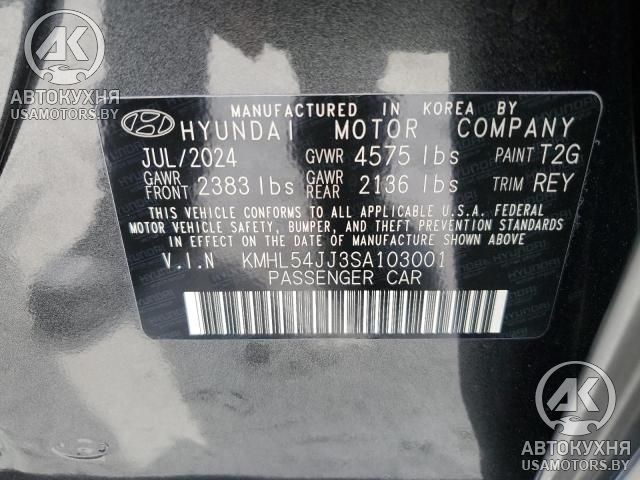 АК
АВТОКУХНЯ
USAMOTORS.BY
MANUFACTURED IN KOREA BY
HYUNDAI MOTOR COMPANY
JUL/2024 GVWR 4575 lbs PAINT T2G
GAWR FRONT 2383 lbs GAWR REAR 2136 lbs TRIM REY
THIS VEHICLE CONFORMS TO ALL APPLICABLE U.S.A. FEDERAL
MOTOR VEHICLE SAFETY, BUMPER, AND THEFT PREVENTION STANDARDS
IN EFFECT ON THE DATE OF MANUFACTURE SHOWN ABOVE
V.I.N KMHL54JJ3SA103001
PASSENGER CAR
АК
АВТОКУХНЯ
USAMOTORS.BY